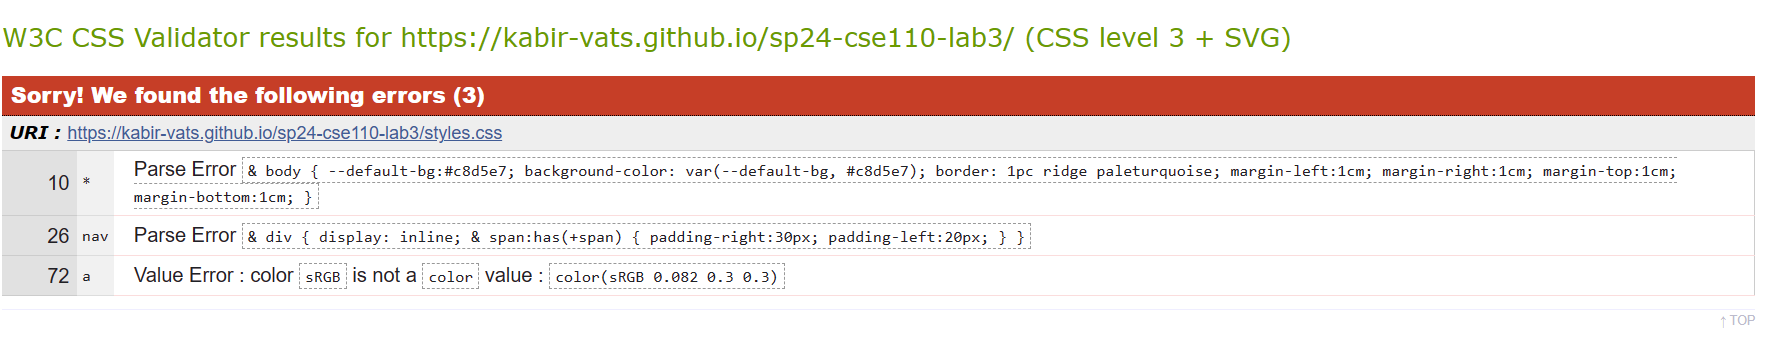 W3C CSS Validator results for https://kabir-vats.github.io/sp24-cse110-lab3/ (CSS level 3 + SVG)
Sorry! We found the following errors (3)
URI : https://kabir-vats.github.io/sp24-cse110-lab3/styles.css
10 * Parse Error & body { --default-bg:#c8d5e7; background-color: var(--default-bg, #c8d5e7); border: 1pc ridge paleturquoise; margin-left:1cm; margin-right:1cm; margin-top:1cm;
margin-bottom:1cm; }
26 nav Parse Error & div { display: inline; & span:has(+span) { padding-right:30px; padding-left:20px; } }
72 a Value Error : color sRGB is not a color value : color(sRGB 0.082 0.3 0.3)
↑ TOP